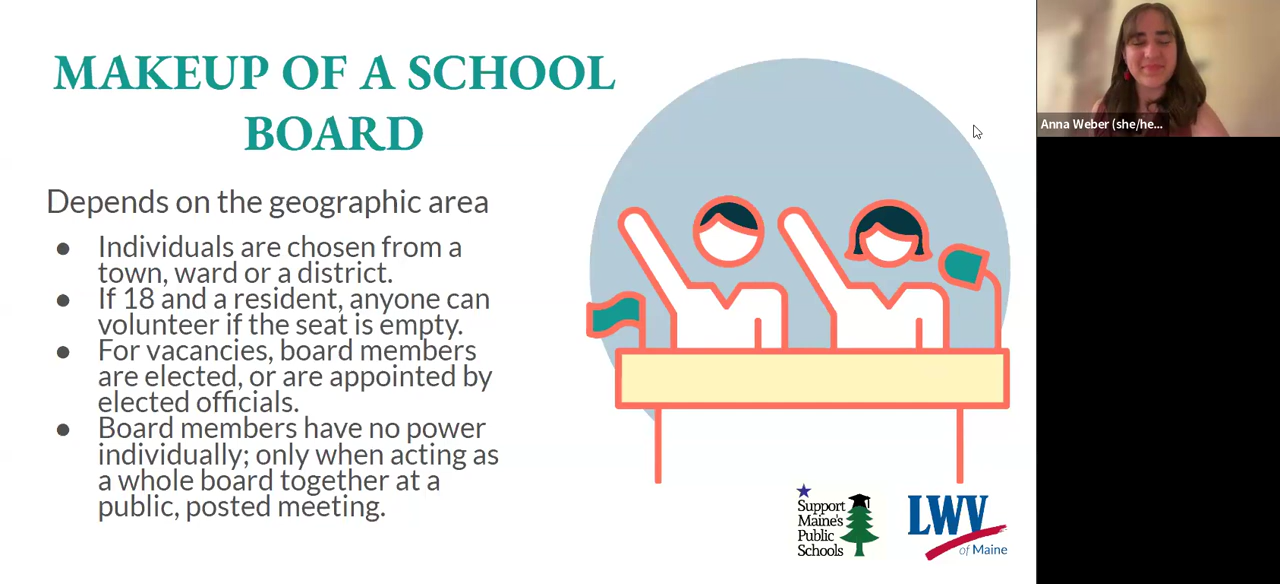 MAKEUP OF A SCHOOL
BOARD
Depends on the geographic area
● Individuals are chosen from a
town, ward or a district.
● If 18 and a resident, anyone can
volunteer if the seat is empty.
● For vacancies, board members
are elected, or are appointed by
elected officials.
● Board members have no power
individually; only when acting as
a whole board together at a
public, posted meeting.
Support
Maine's
Public
Schools
LWV
of Maine
Anna Weber (she/he...